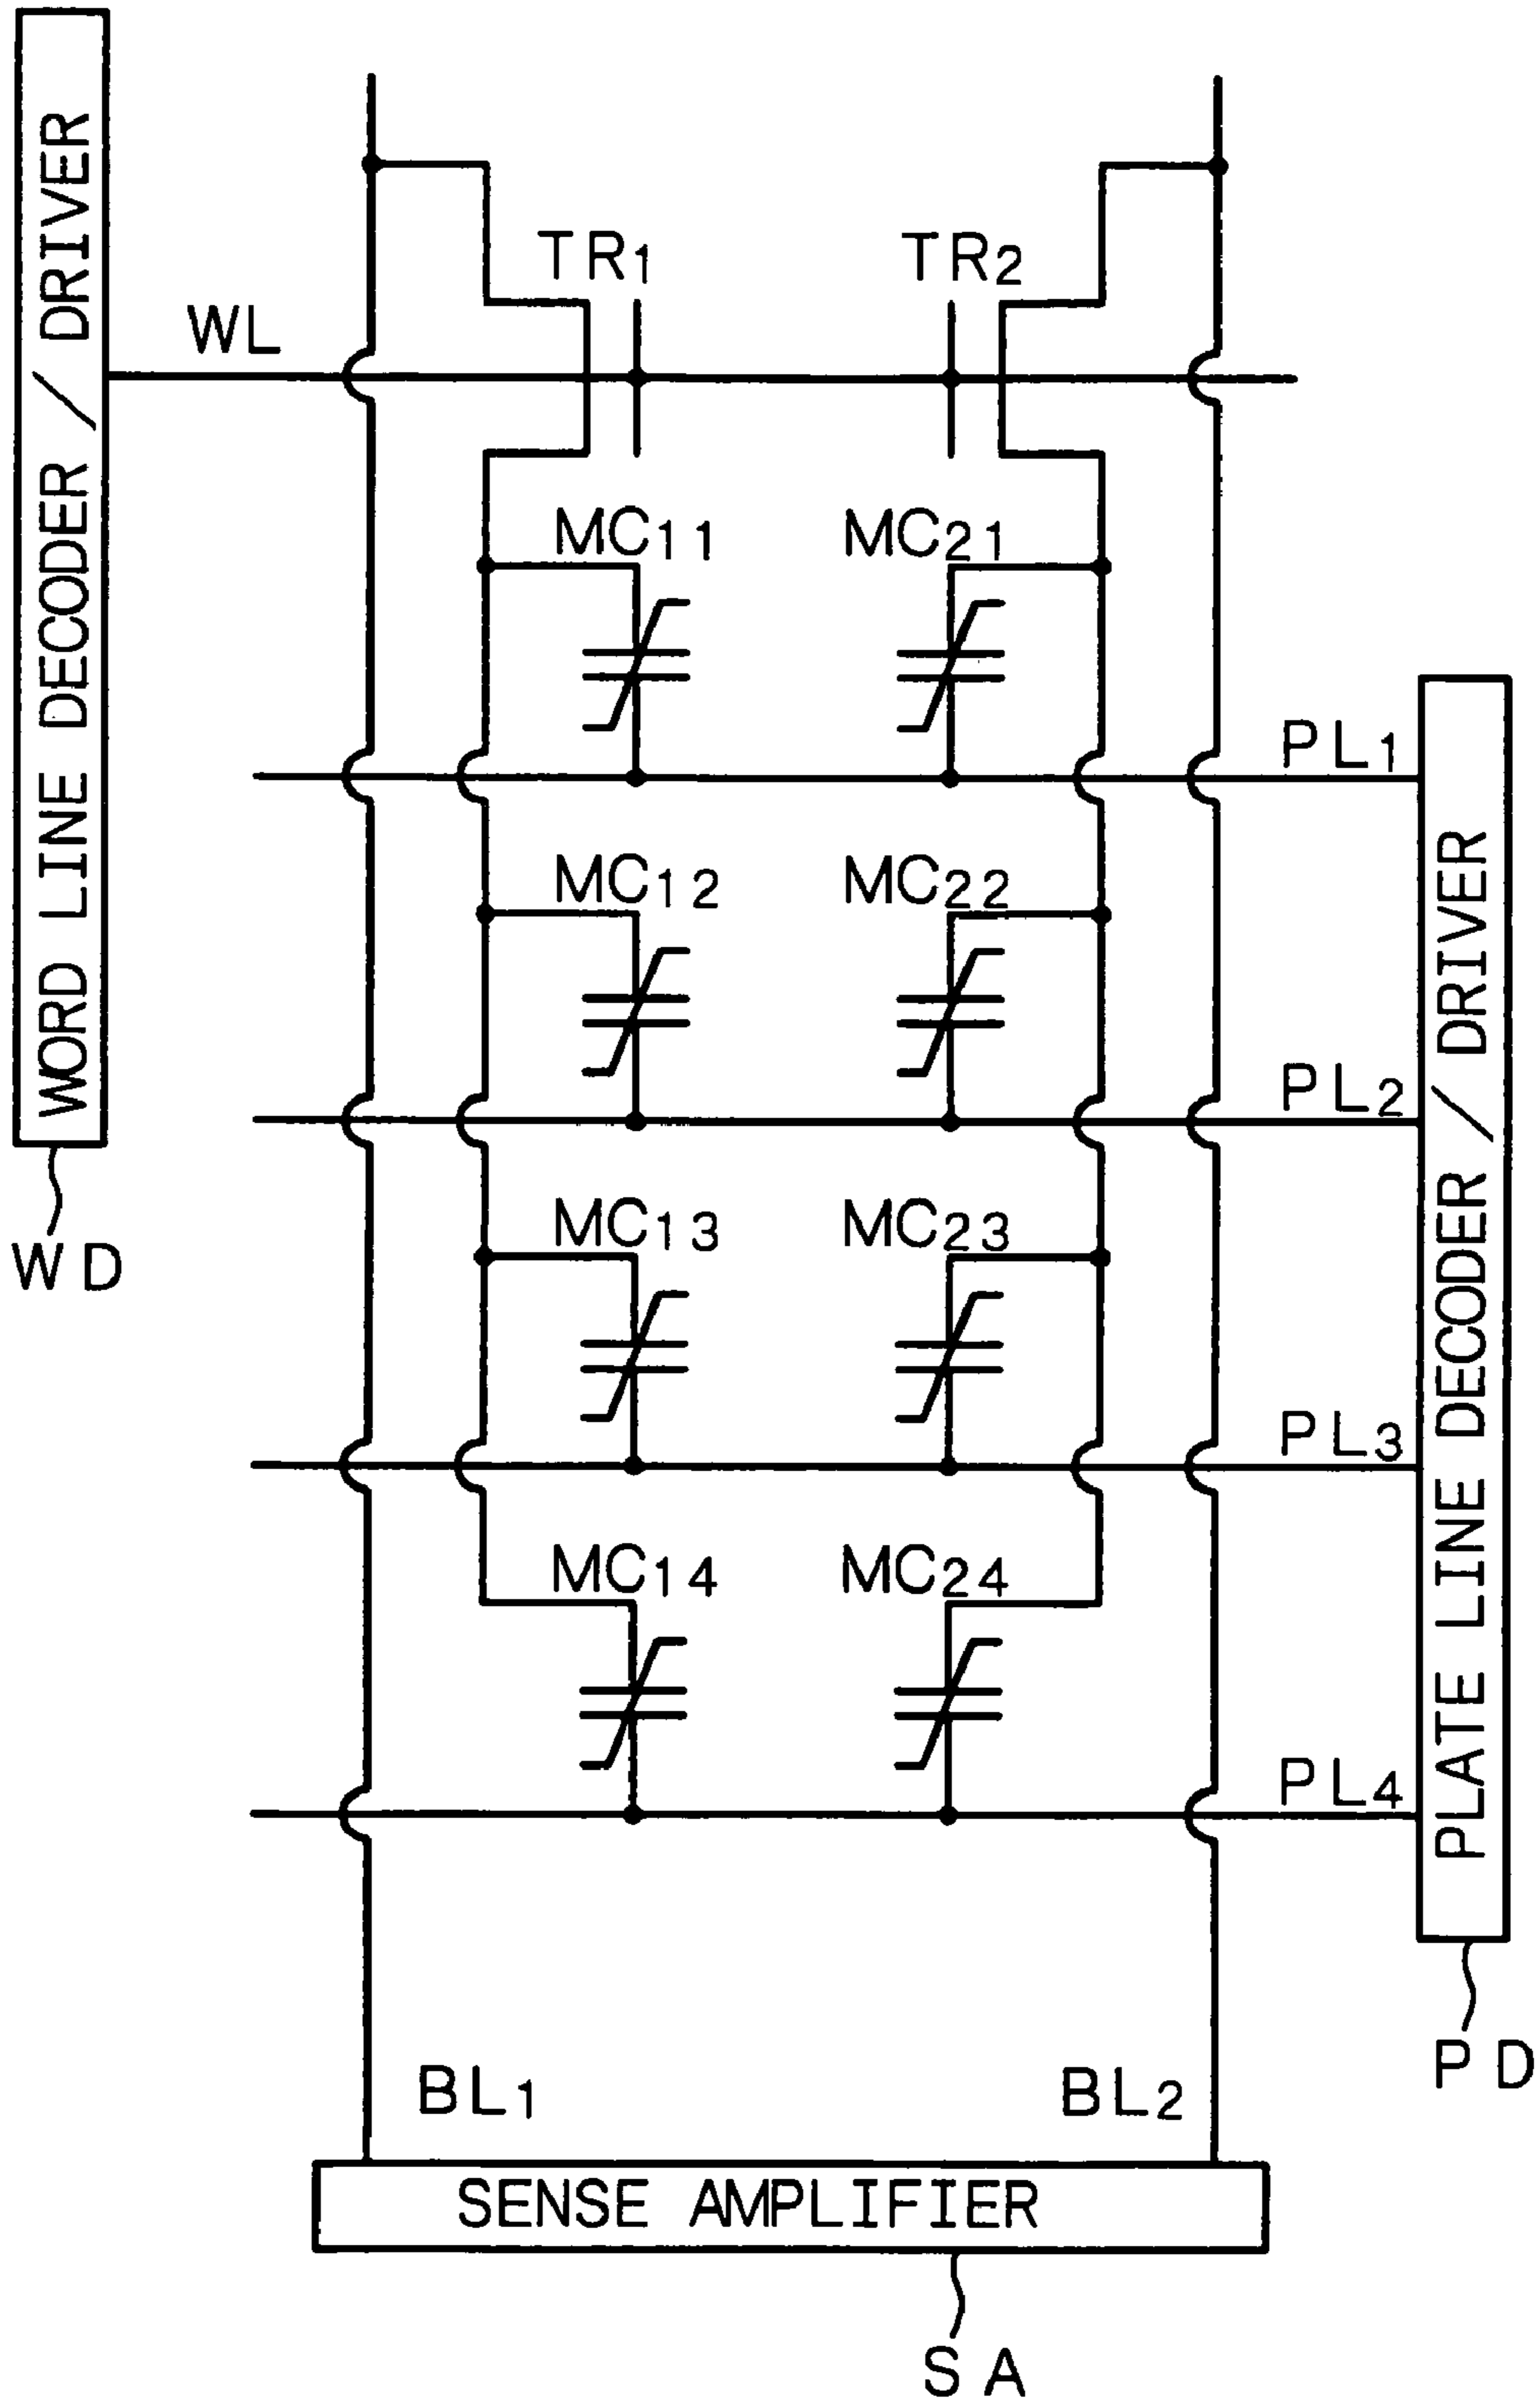 WORD LINE DECODER / DRIVER
WD
WL
TR1
TR2
MC11
MC21
PL1
MC12
MC22
PL2
MC13
MC23
PL3
MC14
MC24
PL4
PLATE LINE DECODER / DRIVER
PD
BL1
BL2
SENSE AMPLIFIER
SA